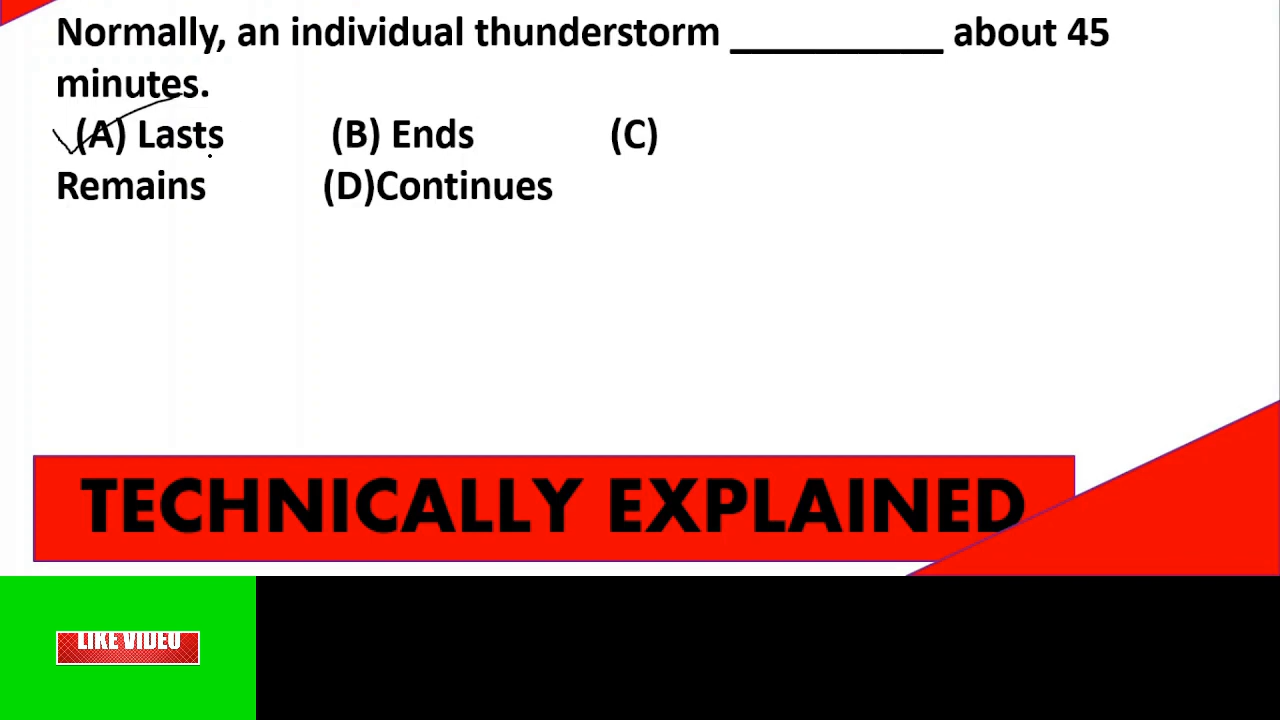 Normally, an individual thunderstorm __________ about 45
minutes.
(A) Lasts (B) Ends (C)
Remains (D)Continues
TECHNICALLY EXPLAINED
LIKE VIDEO